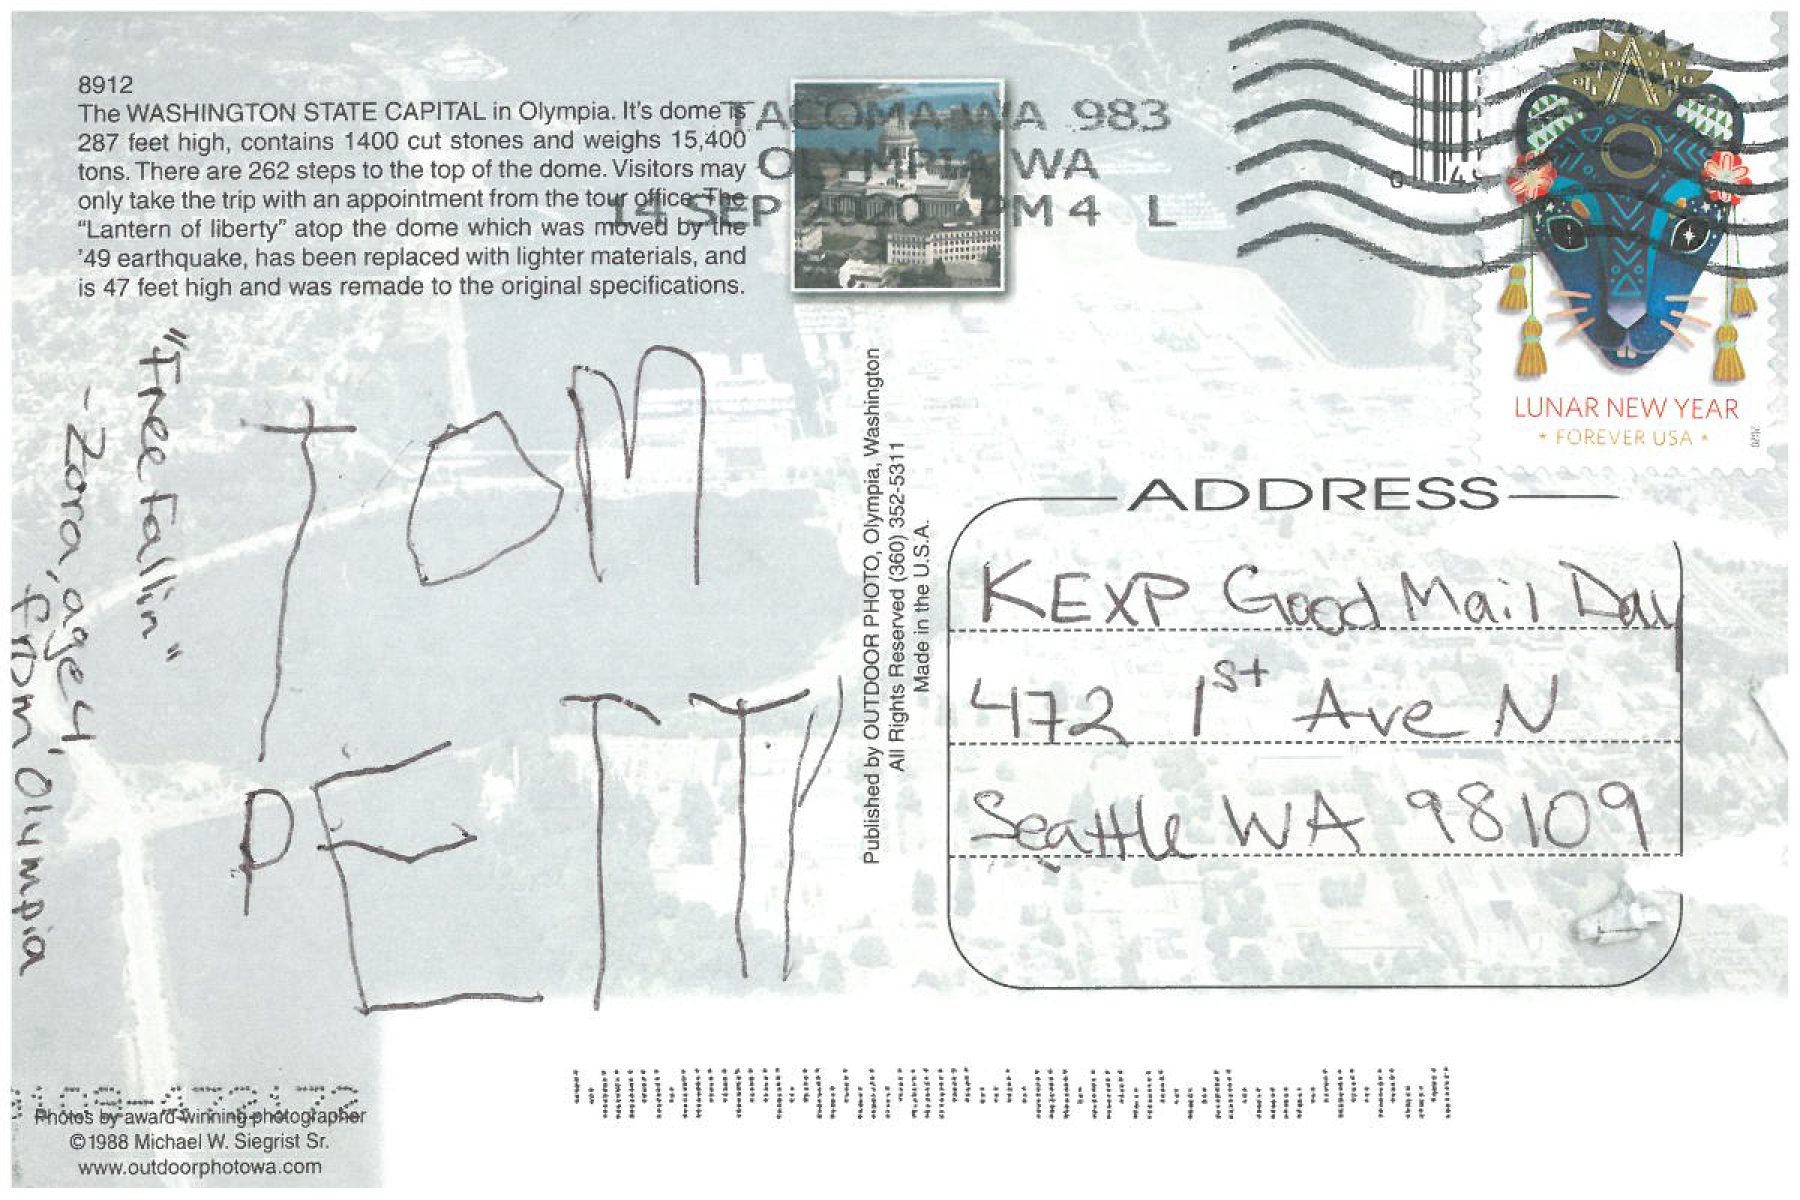 8912
The WASHINGTON STATE CAPITAL in Olympia. It's dome is
287 feet high, contains 1400 cut stones and weighs 15,400
tons. There are 262 steps to the top of the dome. Visitors may
only take the trip with an appointment from the tour office. The
“Lantern of liberty” atop the dome which was moved by the
'49 earthquake, has been replaced with lighter materials, and
is 47 feet high and was remade to the original specifications.
TACOMA WA 983
OLYMPIA WA
14 SEP 2020 PM 4 L
LUNAR NEW YEAR
* FOREVER USA *
2020
"Free Fallin"
- Zora, age 4
from Olympia
TOM
PETTY
Published by OUTDOOR PHOTO, Olympia, Washington
All Rights Reserved (360) 352-5311
Made in the U.S.A.
ADDRESS
KEXP Good Mail Day
472 1st Ave N
Seattle WA 98109
Photos by award-winning photographer
©1988 Michael W. Siegrist Sr.
www.outdoorphotowa.com